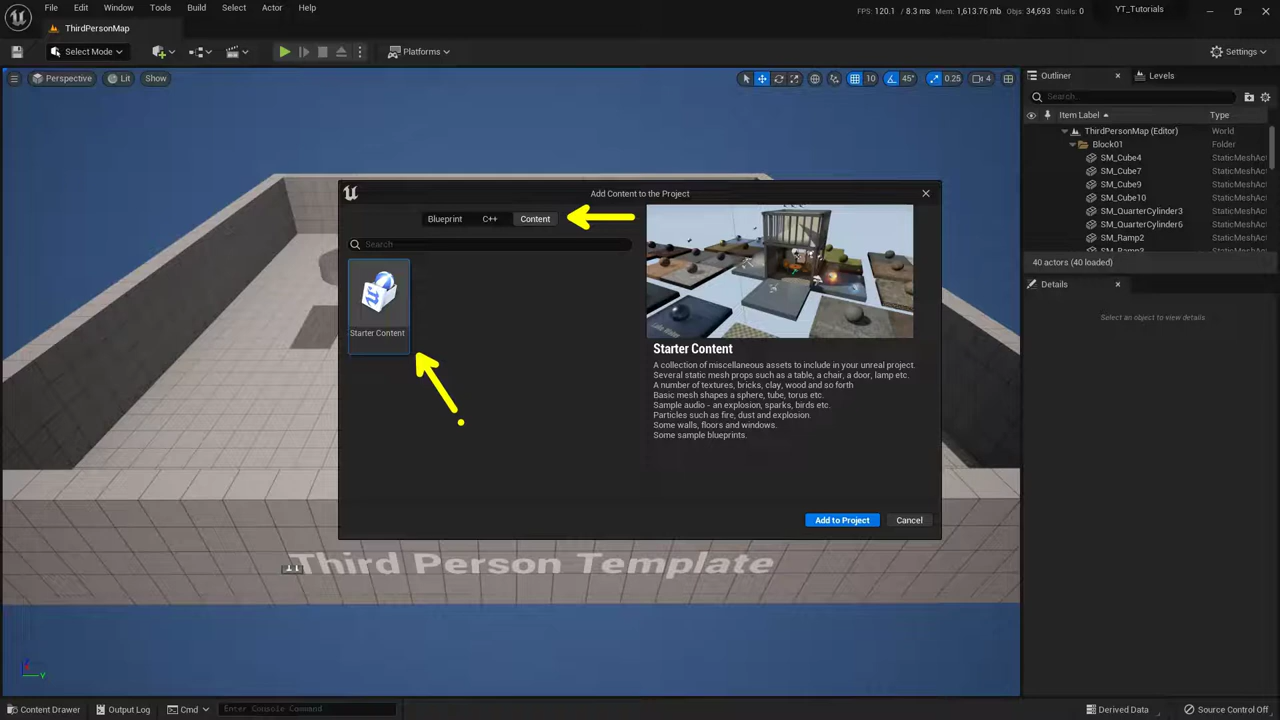 File Edit Window Tools Build Select Actor Help
FPS: 120.1 / 8.3 ms Mem: 1,613.76 mb Objs: 34,693 Stalls: 0
YT_Tutorials
ThirdPersonMap
Select Mode
Platforms
Settings
Perspective Lit Show
10 45° 0.25 4
Outliner Levels
Search...
Item Label Type
ThirdPersonMap (Editor) World
Block01 Folder
SM_Cube4 StaticMeshAct
SM_Cube7 StaticMeshAct
SM_Cube9 StaticMeshAct
SM_Cube10 StaticMeshAct
SM_QuarterCylinder3 StaticMeshAct
SM_QuarterCylinder6 StaticMeshAct
SM_Ramp2 StaticMeshAct
SM_Ramp3 StaticMeshAct
40 actors (40 loaded)
Details
Select an object to view details.
Add Content to the Project
Blueprint C++ Content
Search
Starter Content
Starter Content
A collection of miscellaneous assets to include in your unreal project.
Several static mesh props such as a table, a chair, a door, lamp etc.
A number of textures, bricks, clay, wood and so forth
Basic mesh shapes a sphere, tube, torus etc.
Sample audio - an explosion, sparks, birds etc.
Particles such as fire, dust and explosion.
Some walls, floors and windows.
Some sample blueprints.
Add to Project Cancel
Third Person Template
Content Drawer Output Log Cmd Enter Console Command
Derived Data Source Control Off